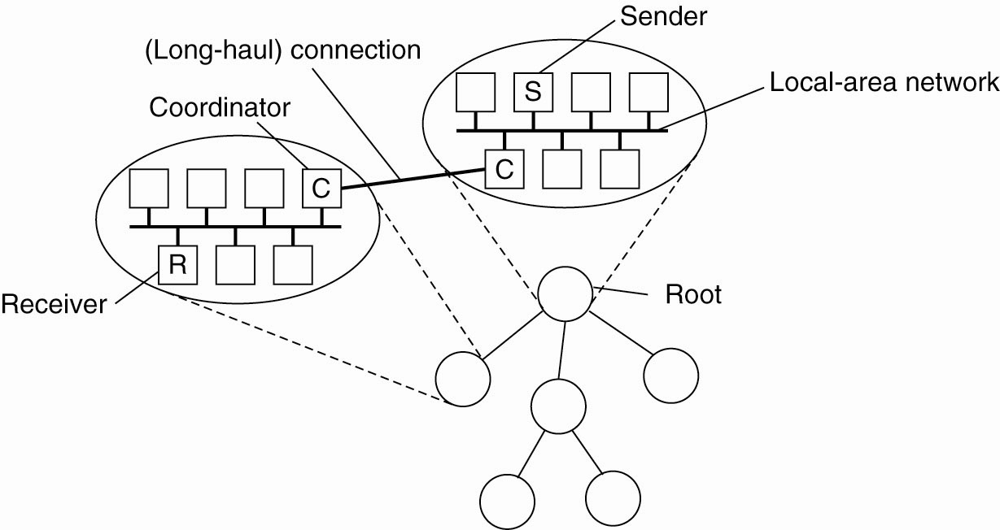 Sender
(Long-haul) connection
Local-area network
Coordinator
S
C
C
R
Receiver
Root